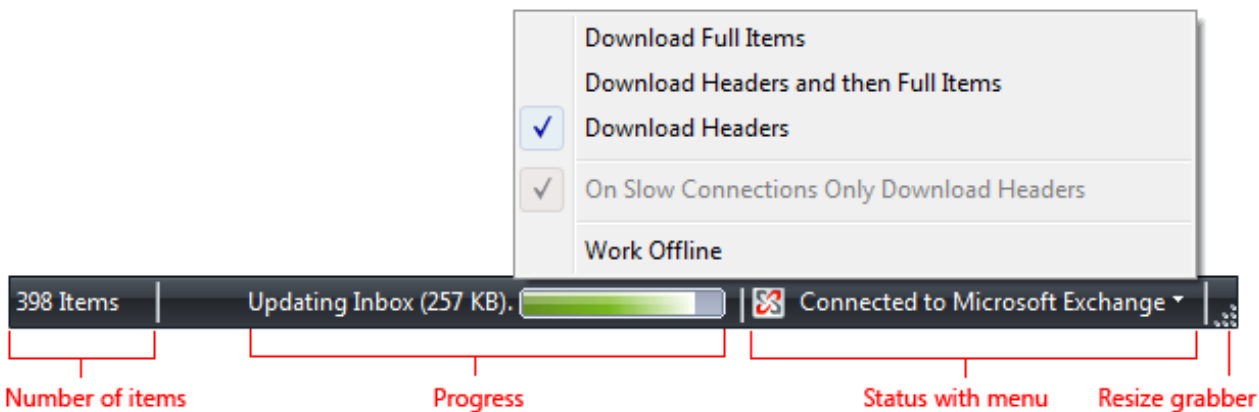 Download Full Items
Download Headers and then Full Items
Download Headers
On Slow Connections Only Download Headers
Work Offline
398 Items Updating Inbox (257 KB). Connected to Microsoft Exchange
Number of items Progress Status with menu Resize grabber